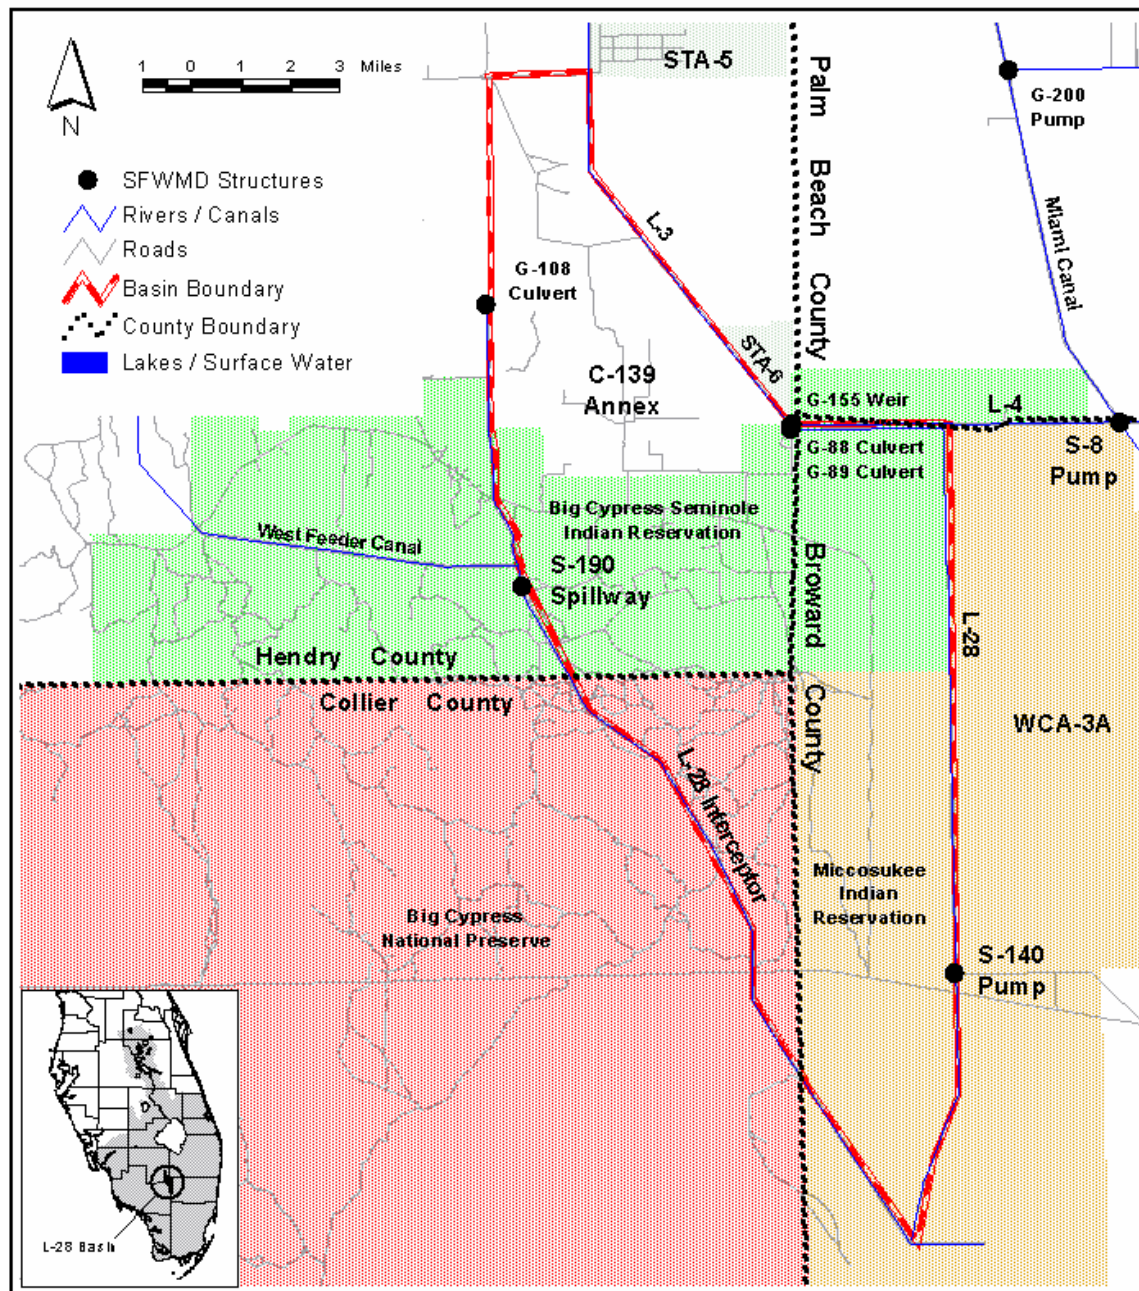 STA-5
1 0 1 2 3 Miles
N
G-200
Pump
SFWMD Structures
Rivers / Canals
Roads
Basin Boundary
County Boundary
Lakes / Surface Water
Palm Beach County
Miami Canal
L-3
G-108
Culvert
STA-6
C-139
Annex
G-155 Weir
L-4
G-88 Culvert
G-89 Culvert
S-8
Pump
Big Cypress Seminole
Indian Reservation
West Feeder Canal
S-190
Spillway
Broward County
L-28
Hendry County
Collier County
WCA-3A
L-28 Interceptor
Miccosukee
Indian
Reservation
Big Cypress
National Preserve
S-140
Pump
L-28 Basin